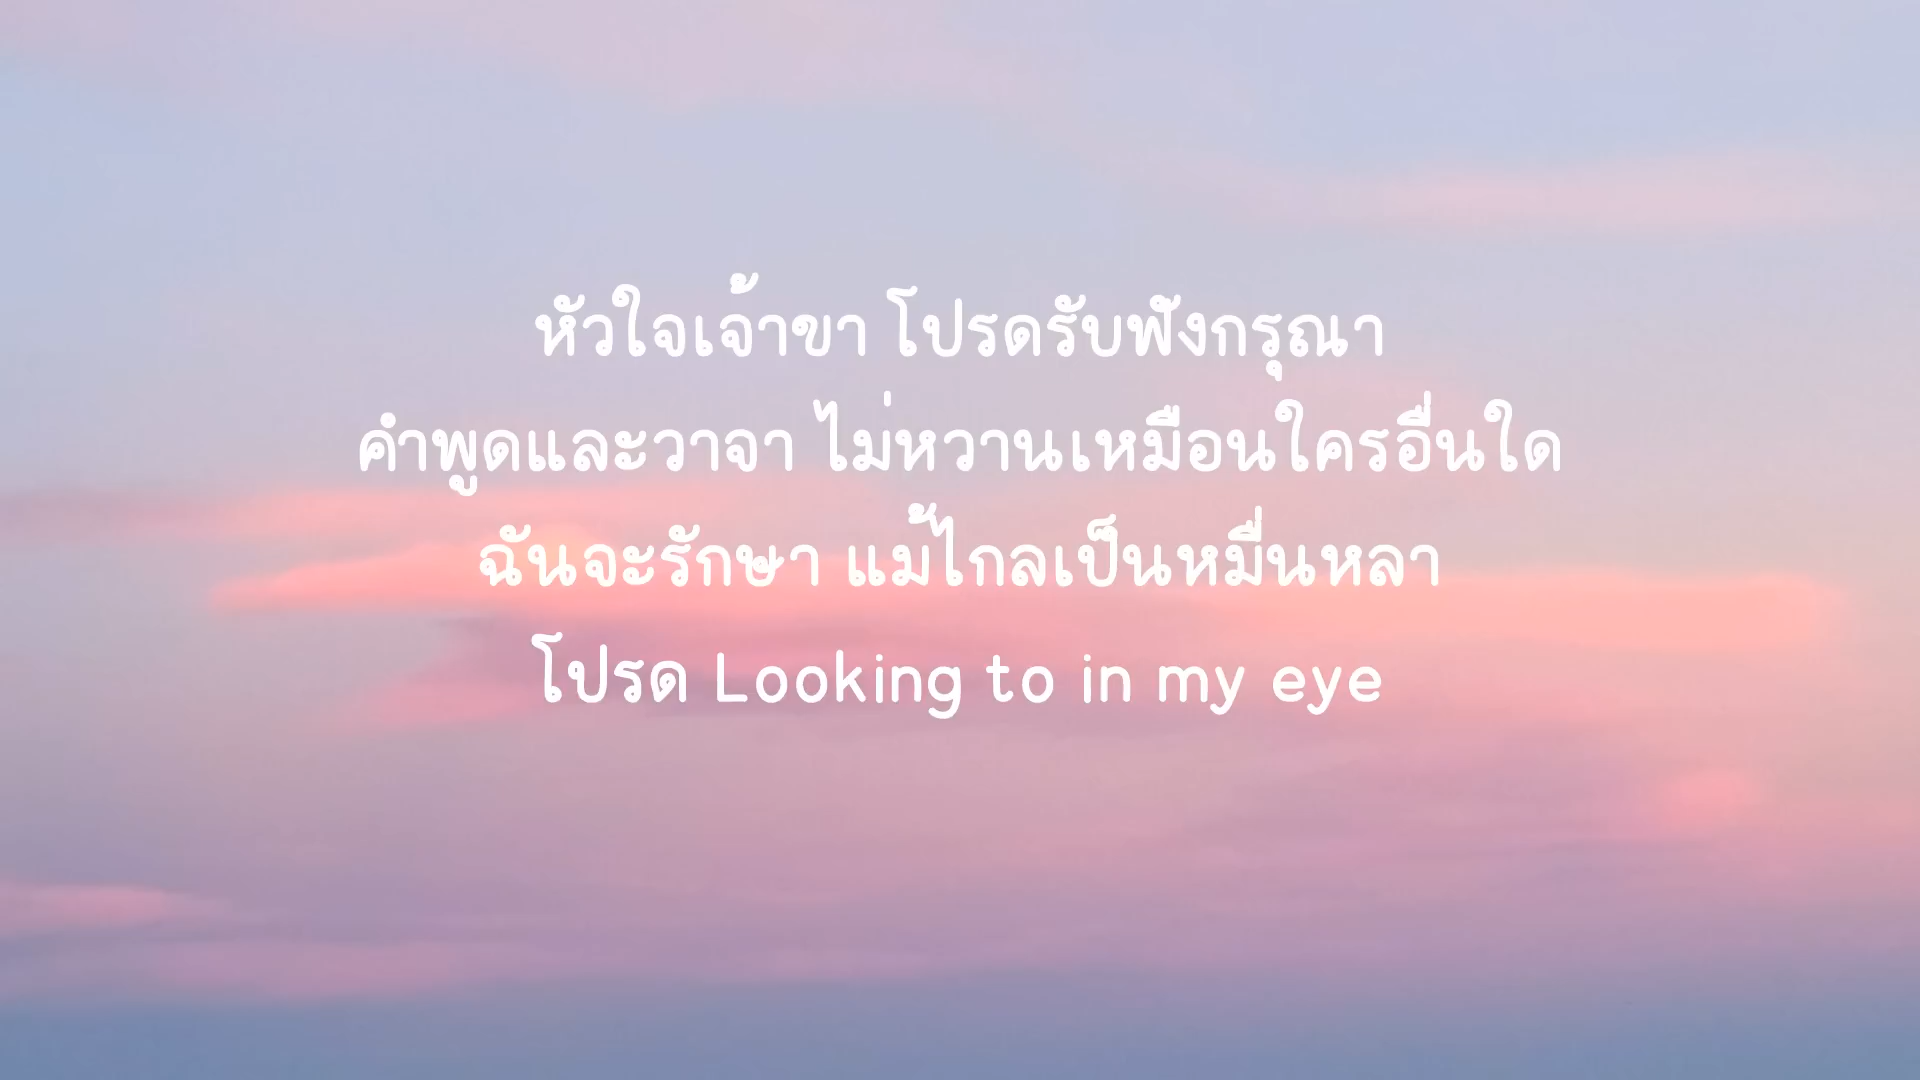 หัวใจเจ้าขา โปรดรับฟังกรุณา
คำพูดและวาจา ไม่หวานเหมือนใครอื่นใด
ฉันจะรักษา แม้ไกลเป็นหมื่นหลา
โปรด Looking to in my eye